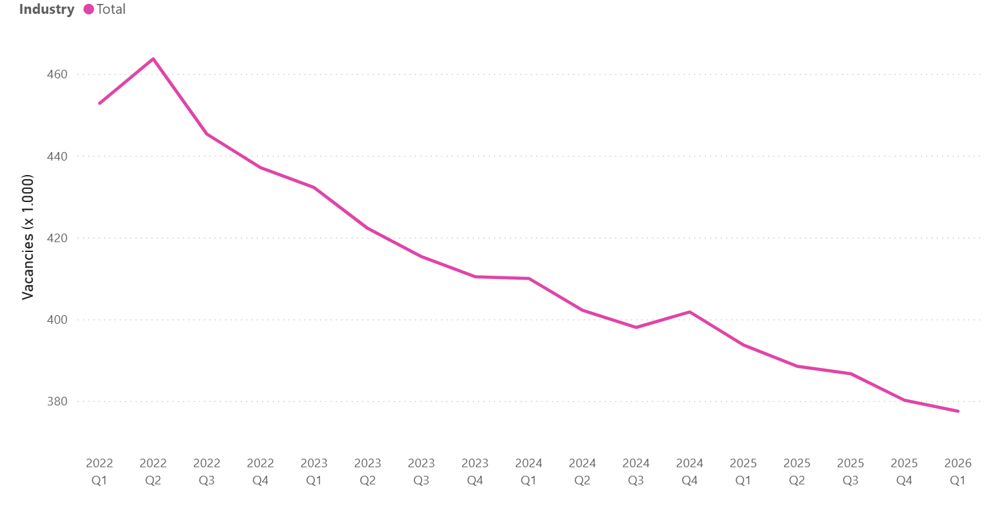 Industry Total
460
440
420
400
380
Vacancies (x 1.000)
2022 2022 2022 2022 2023 2023 2023 2023 2024 2024 2024 2024 2025 2025 2025 2025 2026
Q1 Q2 Q3 Q4 Q1 Q2 Q3 Q4 Q1 Q2 Q3 Q4 Q1 Q2 Q3 Q4 Q1